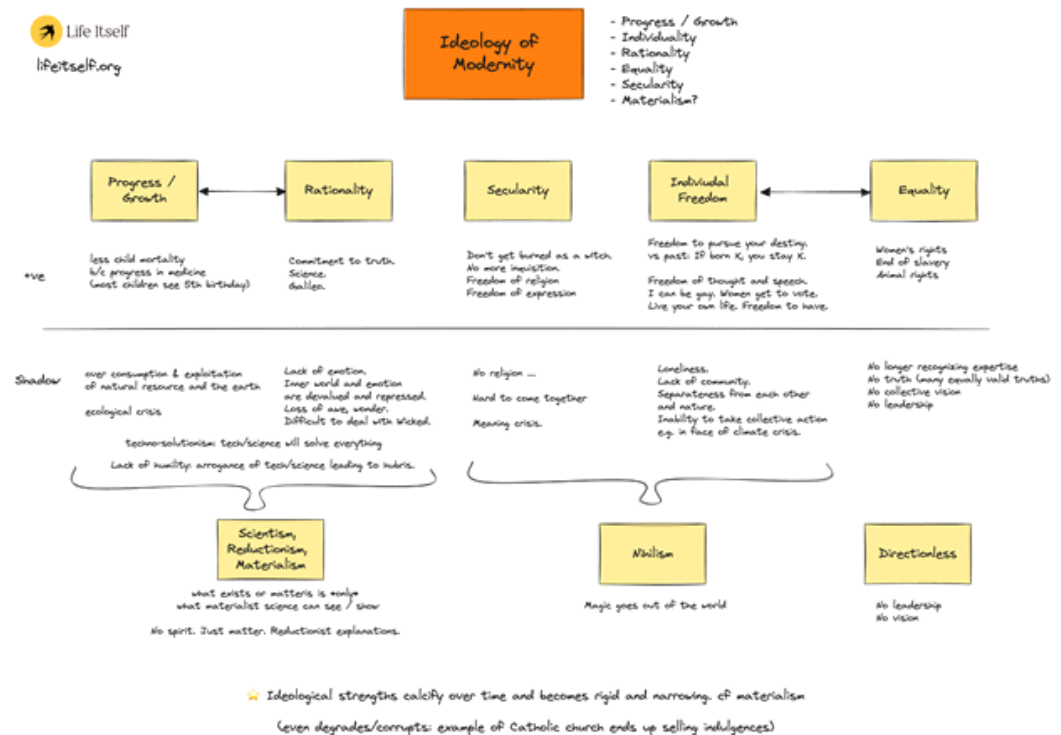 Life Itself
lifeitself.org
Ideology of
Modernity
- Progress / Growth
- Individuality
- Rationality
- Equality
- Secularity
- Materialism?
Progress /
Growth
Rationality
Secularity
Indiviudal
Freedom
Equality
+ve
less child mortality
b/c progress in medicine
(most children see 5th birthday)
Commitment to truth.
Science.
Galileo.
Don't get burned as a witch.
No more inquisition.
Freedom of religion
Freedom of expression
Freedom to pursue your destiny.
vs past: If born X, you stay X.
Freedom of thought and speech.
I can be gay. Women get to vote.
Live your own life. Freedom to have.
Women's rights
End of slavery
Animal rights
Shadow
over consumption & exploitation
of natural resource and the earth
ecological crisis
Lack of emotion.
Inner world and emotion
are devalued and repressed.
Loss of awe, wonder.
Difficult to deal with Wicked.
techno-solutionism: tech/science will solve everything
Lack of humility: arrogance of tech/science leading to hubris.
No religion ...
Hard to come together
Meaning crisis.
Loneliness.
Lack of community.
Separateness from each other
and nature.
Inability to take collective action
e.g. in face of climate crisis.
No longer recognizing expertise
No truth (many equally valid truths)
No collective vision
No leadership
Scientism,
Reductionism,
Materialism
what exists or matteris is *only*
what materialist science can see / show
No spirit. Just matter. Reductionist explanations.
Nihilism
Magic goes out of the world
Directionless
No leadership
No vision
Ideological strengths calcify over time and becomes rigid and narrowing. cf materialism
(even degrades/corrupts: example of Catholic church ends up selling indulgences)